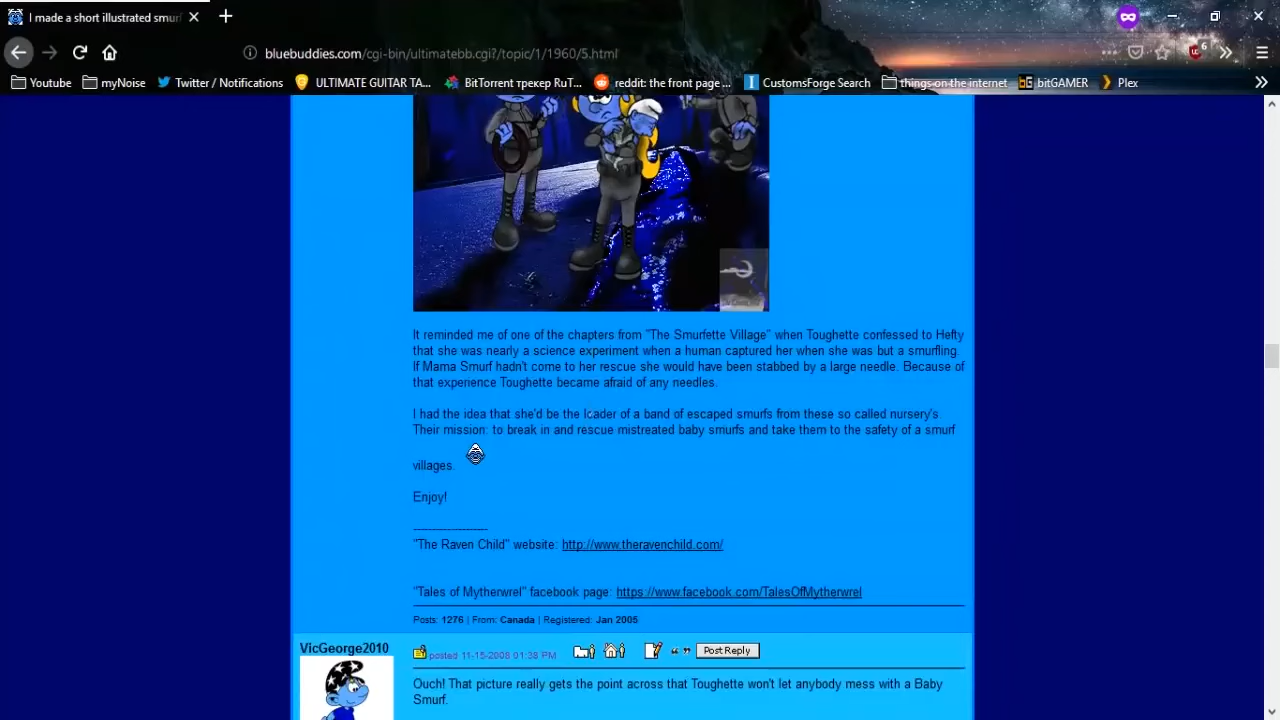 I made a short illustrated smurf
bluebuddies.com/cgi-bin/ultimatebb.cgi?/topic/1/1960/5.html
6
Youtube
myNoise
Twitter / Notifications
ULTIMATE GUITAR TA...
BitTorrent трекер RuT...
reddit: the front page ...
CustomsForge Search
things on the internet
bitGAMER
Plex
It reminded me of one of the chapters from "The Smurfette Village" when Toughette confessed to Hefty
that she was nearly a science experiment when a human captured her when she was but a smurfling.
If Mama Smurf hadn't come to her rescue she would have been stabbed by a large needle. Because of
that experience Toughette became afraid of any needles.
I had the idea that she'd be the leader of a band of escaped smurfs from these so called nursery's.
Their mission: to break in and rescue mistreated baby smurfs and take them to the safety of a smurf
villages
Enjoy!
--------------------
"The Raven Child" website: http://www.theravenchild.com/
"Tales of Mytherwrel" facebook page: https://www.facebook.com/TalesOfMytherwrel
Posts: 1276 | From: Canada | Registered: Jan 2005
VicGeorge2010
posted 11-15-2008 01:38 PM
Post Reply
Ouch! That picture really gets the point across that Toughette won't let anybody mess with a Baby
Smurf.